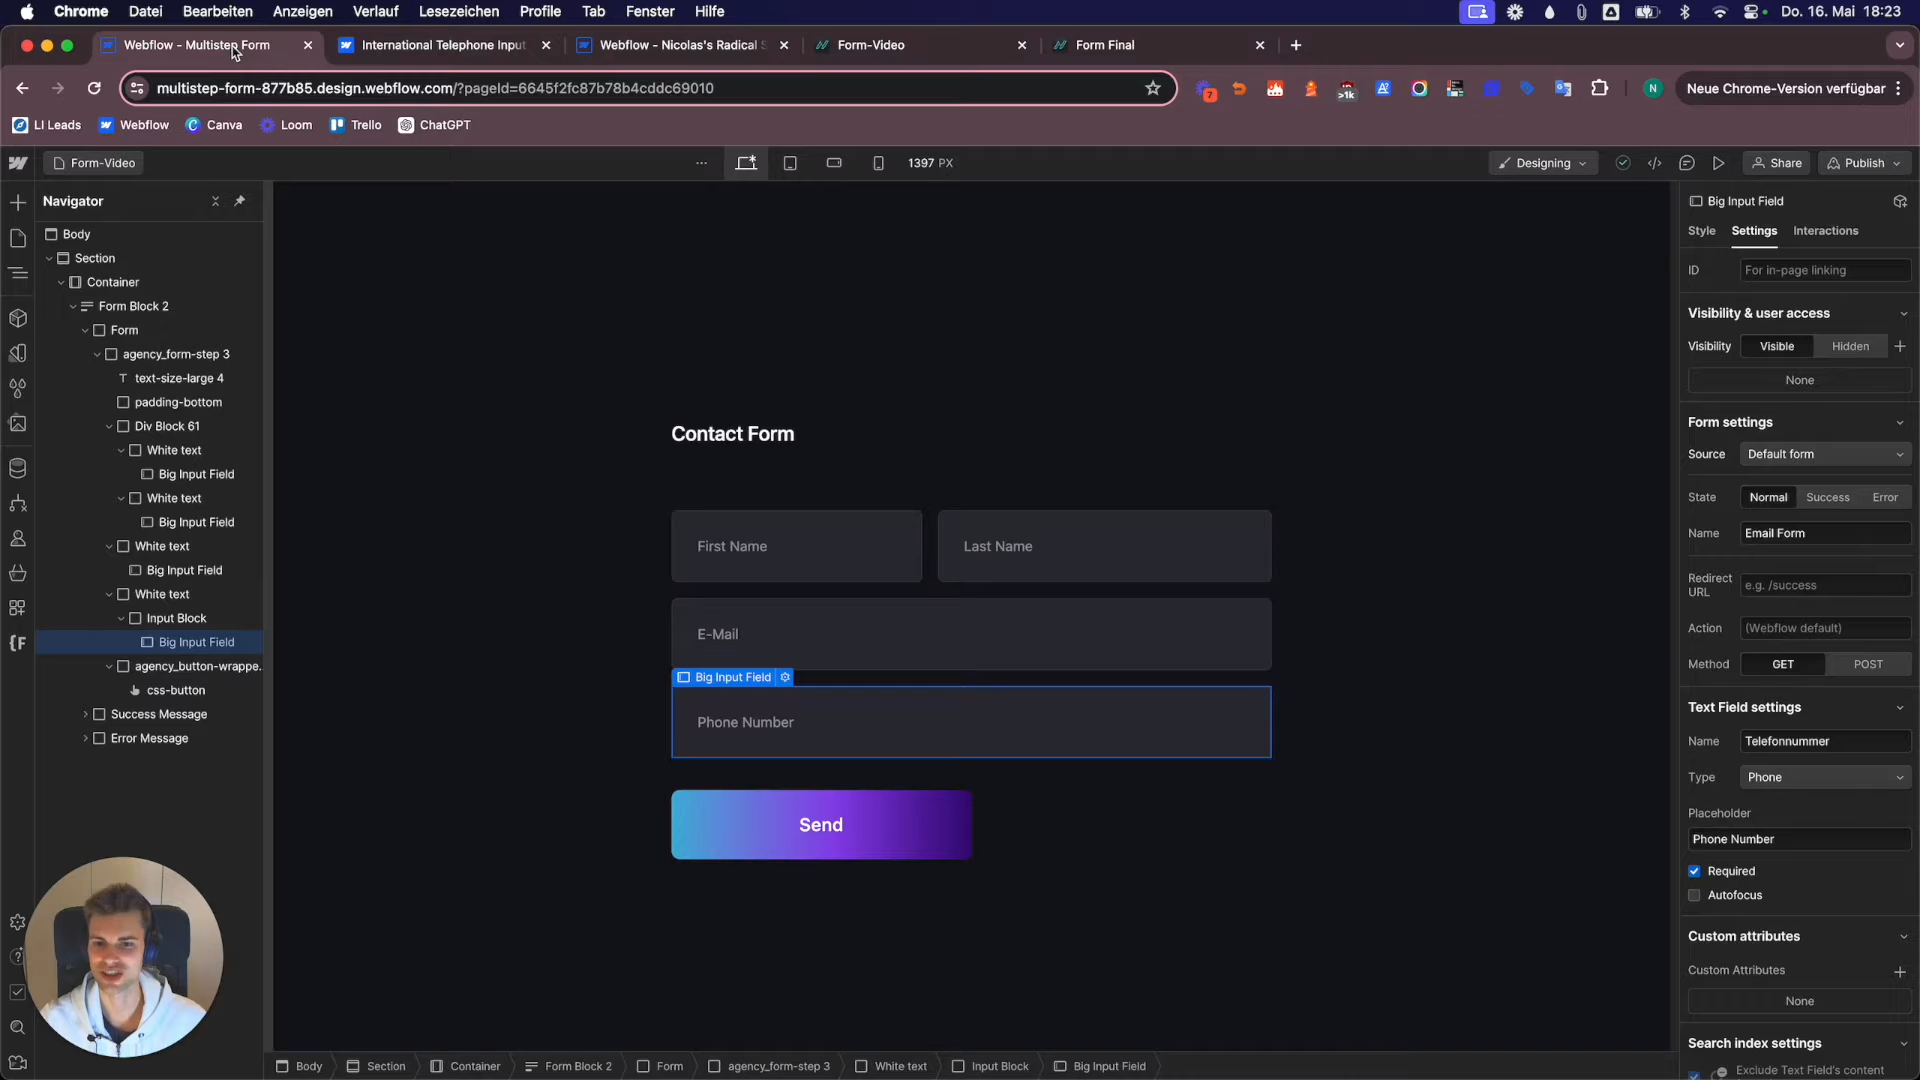 Chrome Datei Bearbeiten Anzeigen Verlauf Lesezeichen Profile Tab Fenster Hilfe Do. 16. Mai 18:23
Webflow - Multistep Form
International Telephone Input
Webflow - Nicolas's Radical S
Form-Video
Form Final
multistep-form-877b85.design.webflow.com/?pageId=6645f2fc87b78b4cddc69010
7
>1k
N
Neue Chrome-Version verfügbar
LI Leads Webflow Canva Loom Trello ChatGPT
Form-Video
1397 PX
Designing
Share
Publish
Navigator
Body
Section
Container
Form Block 2
Form
agency_form-step 3
text-size-large 4
padding-bottom
Div Block 61
White text
Big Input Field
White text
Big Input Field
White text
Big Input Field
White text
Input Block
Big Input Field
agency_button-wrappe..
css-button
Success Message
Error Message
Contact Form
First Name
Last Name
E-Mail
Big Input Field
Phone Number
Send
Big Input Field
Style Settings Interactions
ID For in-page linking
Visibility & user access
Visibility Visible Hidden
None
Form settings
Source Default form
State Normal Success Error
Name Email Form
Redirect URL e.g. /success
Action (Webflow default)
Method GET POST
Text Field settings
Name Telefonnummer
Type Phone
Placeholder
Phone Number
Required
Autofocus
Custom attributes
Custom Attributes
None
Search index settings
Exclude Text Field's content
Body Section Container Form Block 2 Form agency_form-step 3 White text Input Block Big Input Field